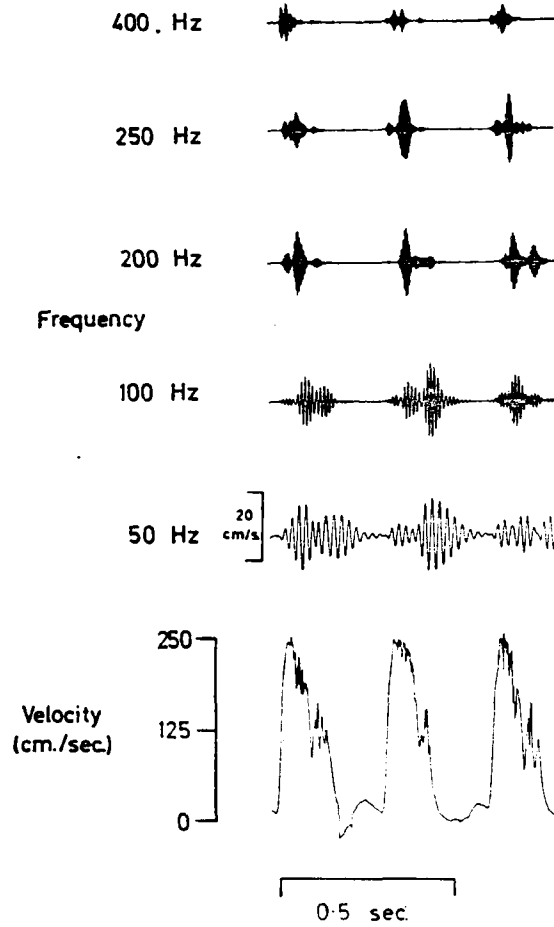 400. Hz
250 Hz
200 Hz
Frequency
100 Hz
50 Hz
20
cm/s.
250
Velocity
(cm./sec.)
125
0
0·5 sec.